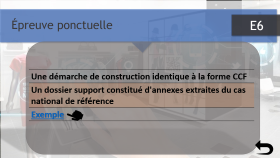 Épreuve ponctuelle
E6
Une démarche de construction identique à la forme CCF
Un dossier support constitué d'annexes extraites du cas
national de référence
Exemple